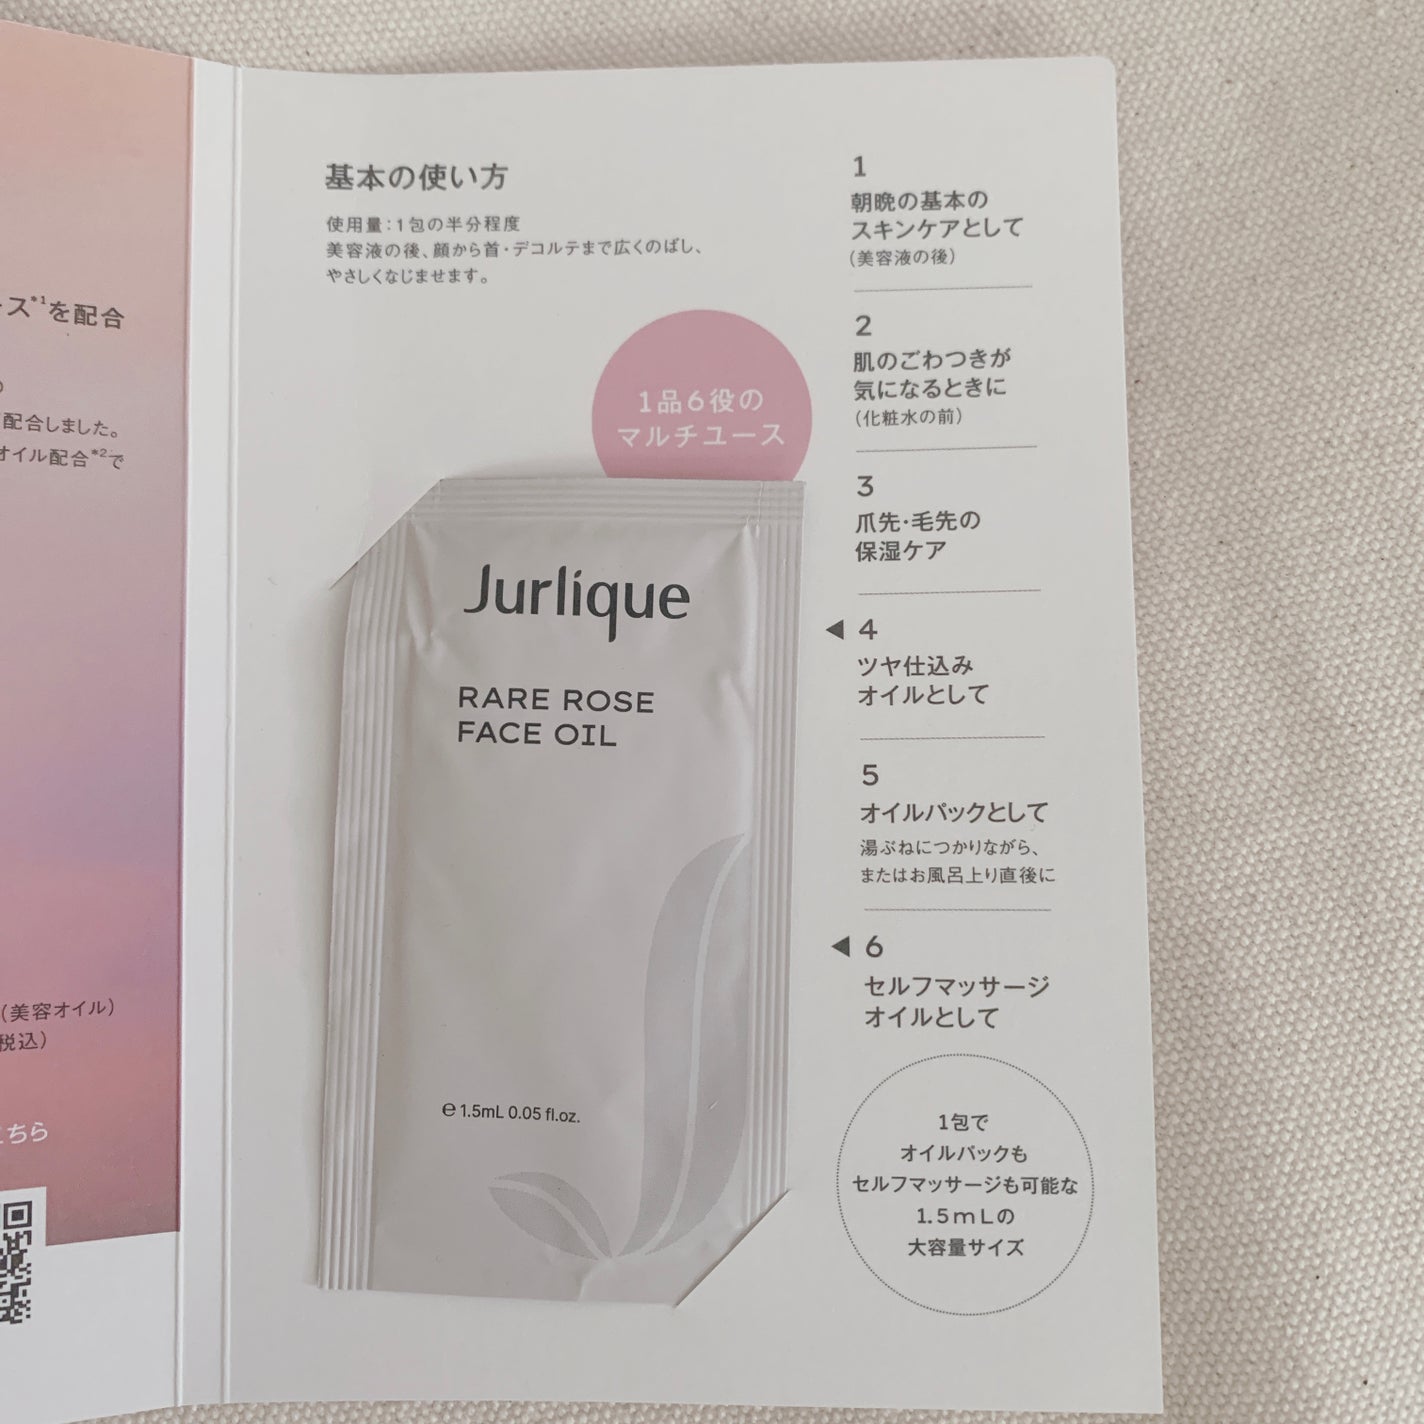 ス*1を配合
の
配合しました。
オイル配合*2で
(美容オイル)
税込)
こちら
基本の使い方
使用量：1包の半分程度
美容液の後、顔から首・デコルテまで広くのばし、
やさしくなじませます。
1品6役の
マルチユース
Jurlique
RARE ROSE
FACE OIL
℮ 1.5mL 0.05 fl.oz.
1
朝晩の基本の
スキンケアとして
(美容液の後)
2
肌のごわつきが
気になるときに
(化粧水の前)
3
爪先・毛先の
保湿ケア
◀ 4
ツヤ仕込み
オイルとして
5
オイルパックとして
湯ぶねにつかりながら、
またはお風呂上り直後に
◀ 6
セルフマッサージ
オイルとして
1包で
オイルパックも
セルフマッサージも可能な
1.5mLの
大容量サイズ